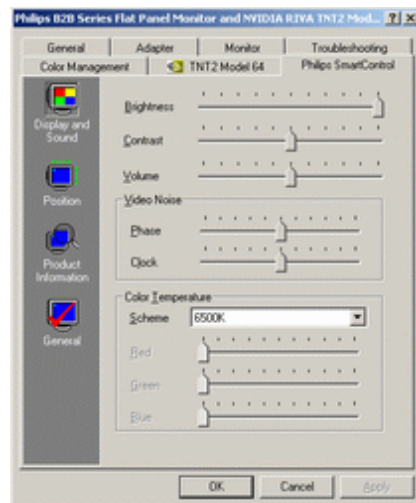 Philips B2B Series Flat Panel Monitor and NVIDIA RIVA TNT2 Mod...
General Adapter Monitor Troubleshooting
Color Management TNT2 Model 64 Philips SmartControl
Display and
Sound
Position
Product
Information
General
Brightness
Contrast
Volume
Video Noise
Phase
Clock
Color Temperature
Scheme 6500K
Red
Green
Blue
OK Cancel Apply